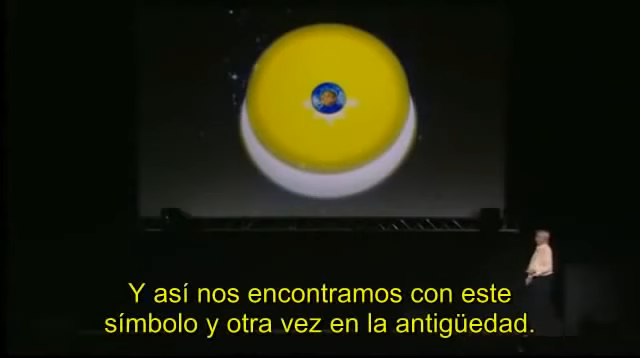 Y así nos encontramos con este
símbolo y otra vez en la antigüedad.